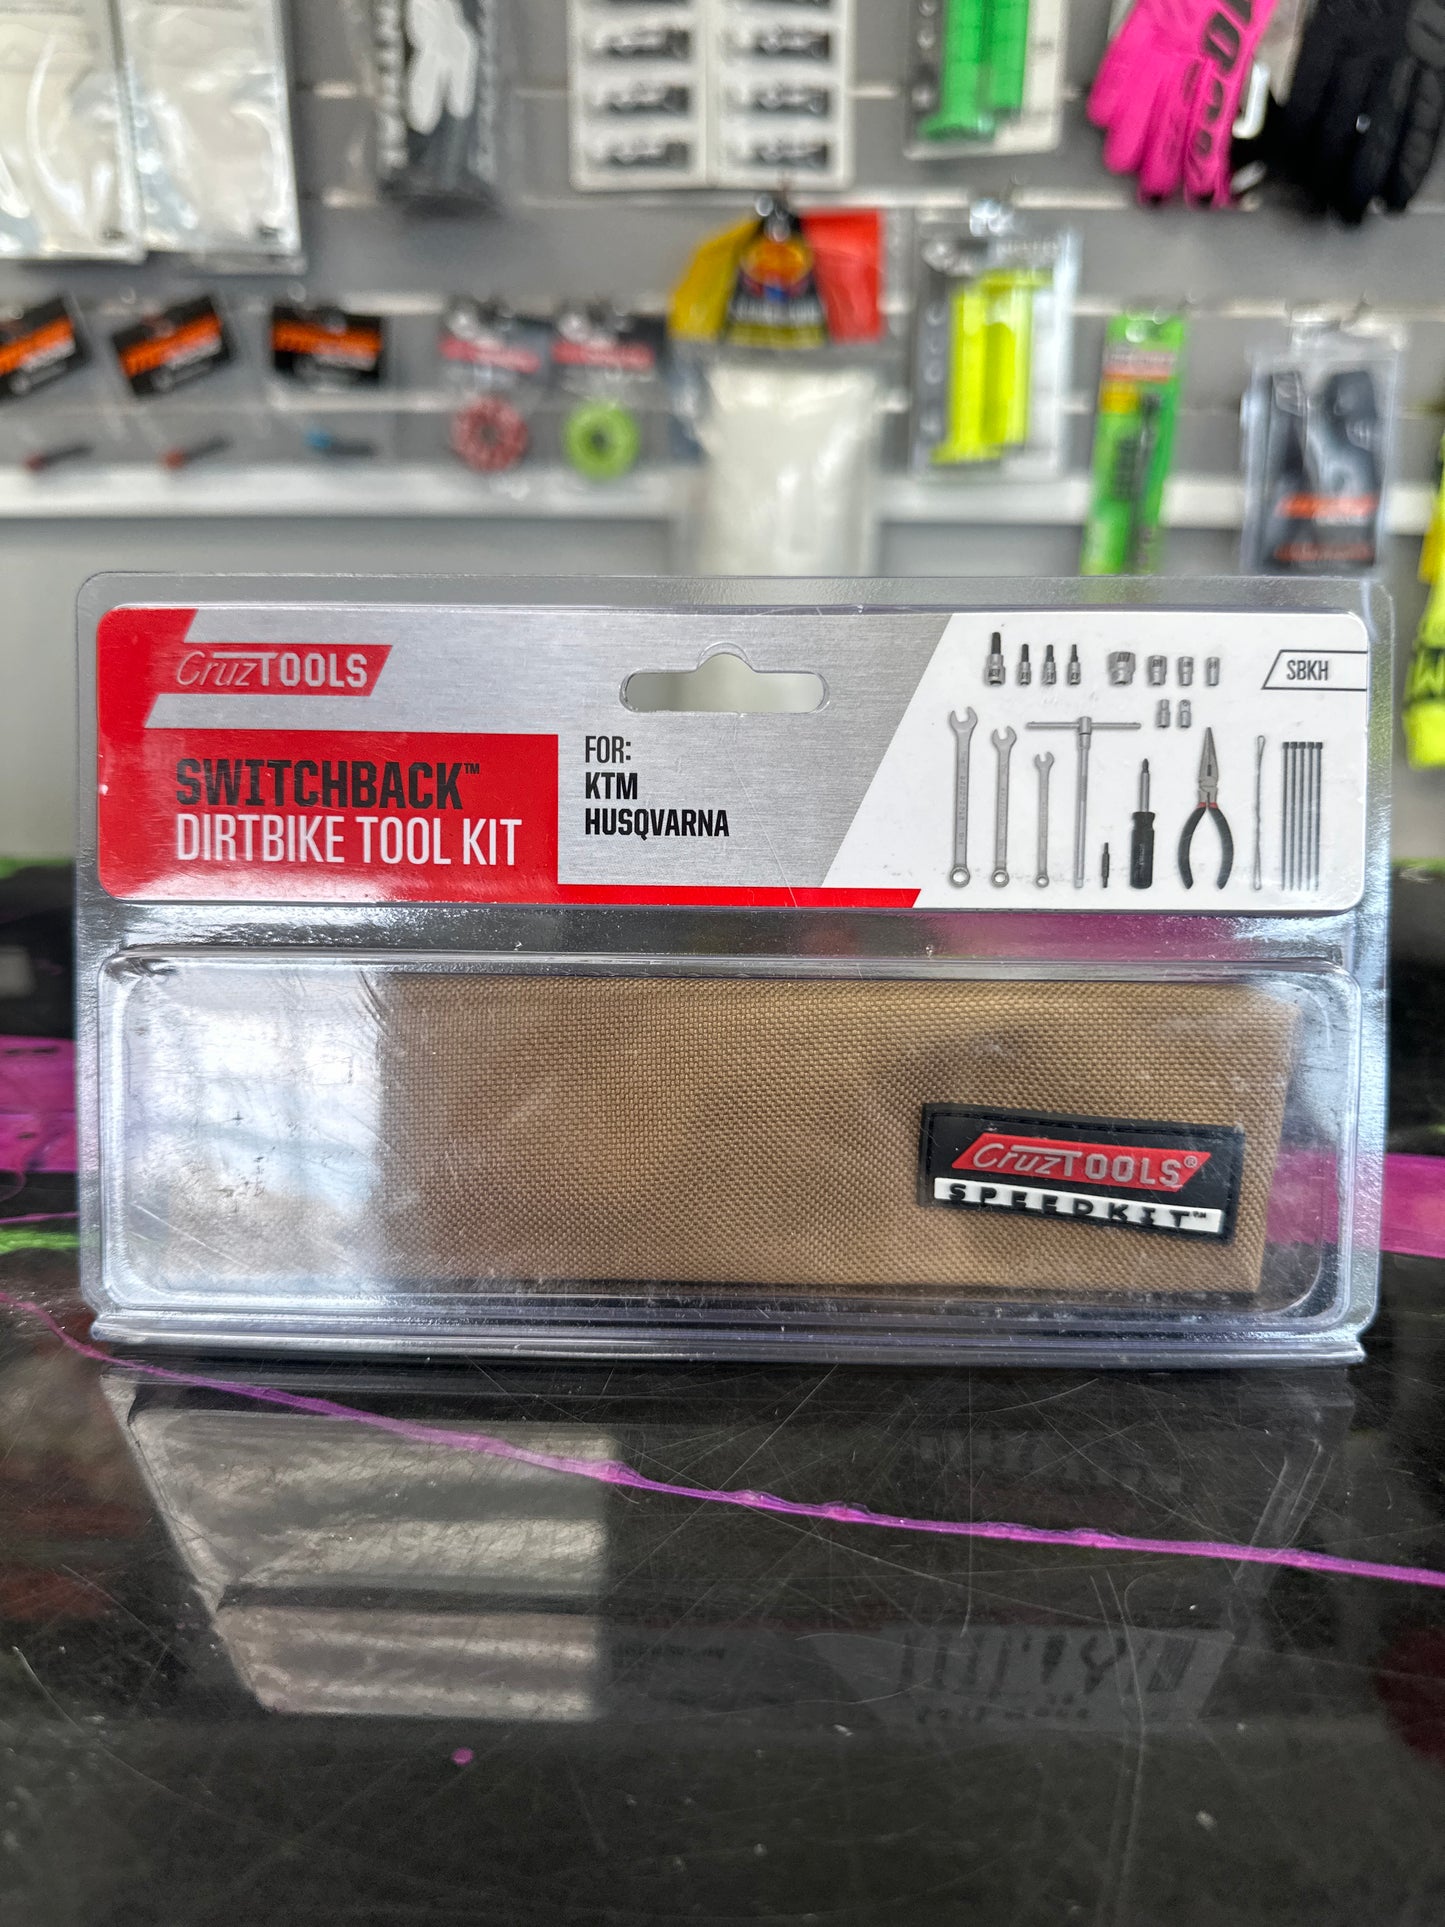 CruzTOOLS
SWITCHBACK™
DIRTBIKE TOOL KIT
FOR:
KTM
HUSQVARNA
SBKH
CruzTOOLS®
SPEEDKIT™